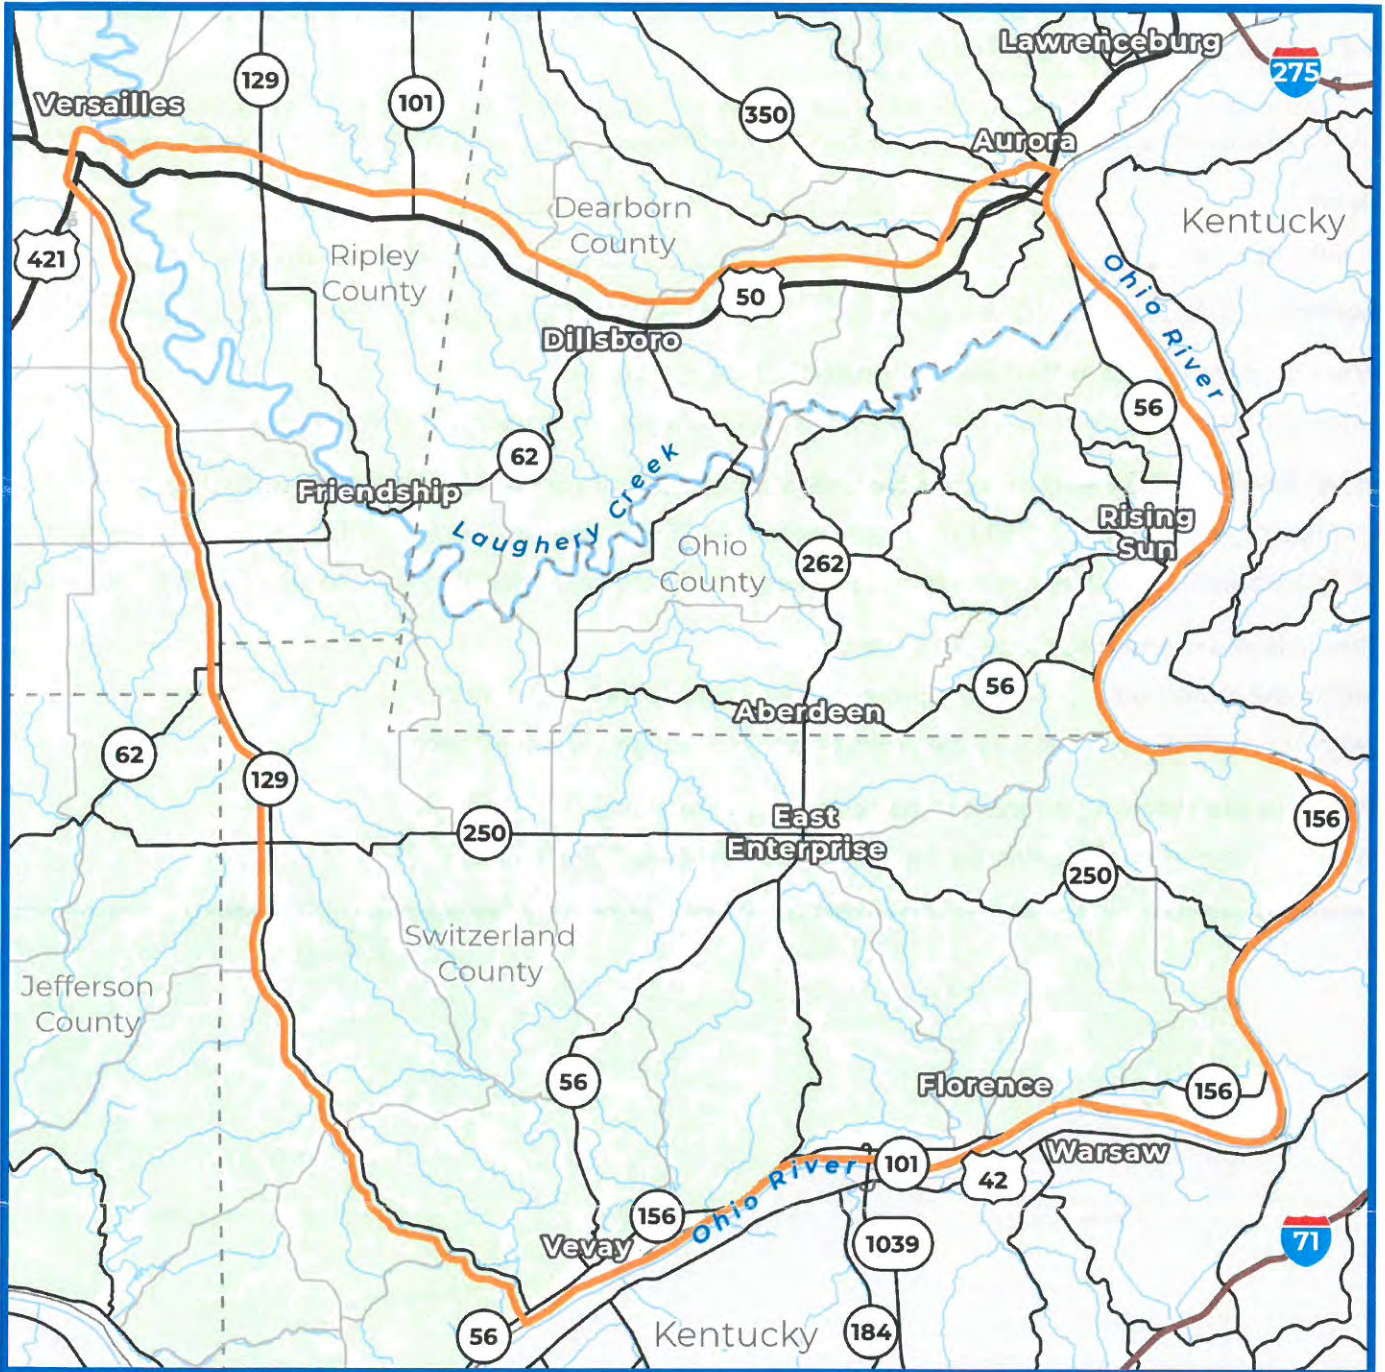 Lawrenceburg
275
129
101
Versailles
350
Aurora
Dearborn
County
Kentucky
421
Ripley
County
Ohio River
50
Dillsboro
56
62
Friendship
Laughery Creek
Rising
Sun
Ohio
County
262
56
Aberdeen
62
129
East
Enterprise
250
156
250
Switzerland
County
Jefferson
County
56
Florence
156
Warsaw
101
42
Ohio River
156
Vevay
1039
71
56
Kentucky
184